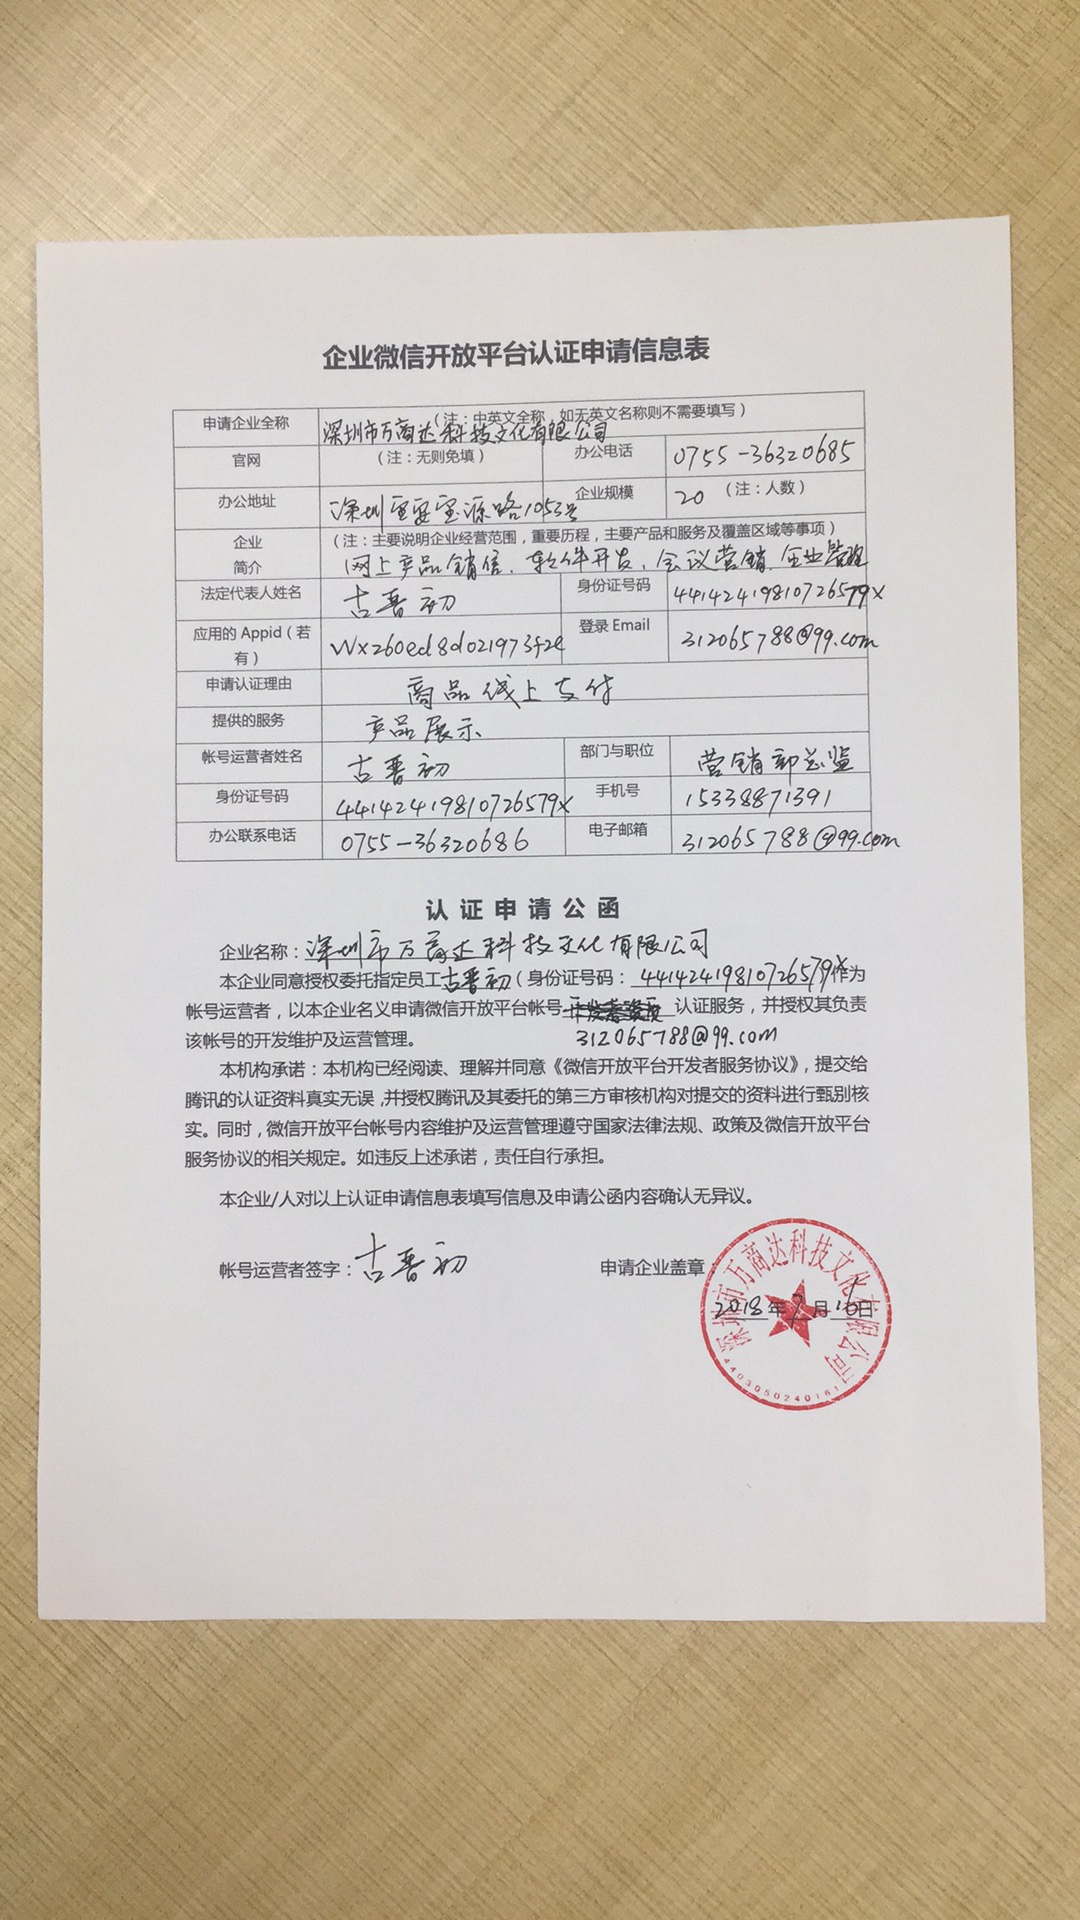 企业微信开放平台认证申请信息表
申请企业全称 (注：中英文全称，如无英文名称则不需要填写)
深圳市万商达科技文化有限公司
官网 (注：无则免填) 办公电话 0755-36320685
办公地址 深圳宝安宝源路1053号 企业规模 20 (注：人数)
企业 (注：主要说明企业经营范围，重要历程，主要产品和服务及覆盖区域等事项)
简介 网上产品销售、软件开发、会议营销、企业管理
法定代表人姓名 古晋初 身份证号码 44142419810726579X
应用的 Appid（若 wx260ed8d021973f2e 登录 Email 312065788@99.com
有）
申请认证理由 商品线上支付
提供的服务 产品展示
帐号运营者姓名 古晋初 部门与职位 营销部总监
身份证号码 44142419810726579X 手机号 15338871391
办公联系电话 0755-36320686 电子邮箱 312065788@99.com
认证申请公函
企业名称：深圳市万商达科技文化有限公司
本企业同意授权委托指定员工古晋初（身份证号码：44142419810726579X作为
帐号运营者，以本企业名义申请微信开放平台帐号 认证服务，并授权其负责
该帐号的开发维护及运营管理。 312065788@99.com
本机构承诺：本机构已经阅读、理解并同意《微信开放平台开发者服务协议》，提交给
腾讯的认证资料真实无误，并授权腾讯及其委托的第三方审核机构对提交的资料进行甄别核
实。同时，微信开放平台帐号内容维护及运营管理遵守国家法律法规、政策及微信开放平台
服务协议的相关规定。如违反上述承诺，责任自行承担。
本企业/人对以上认证申请信息表填写信息及申请公函内容确认无异议。
帐号运营者签字：古晋初 申请企业盖章
2018年7月16日
深圳市万商达科技文化有限公司
4403050240161